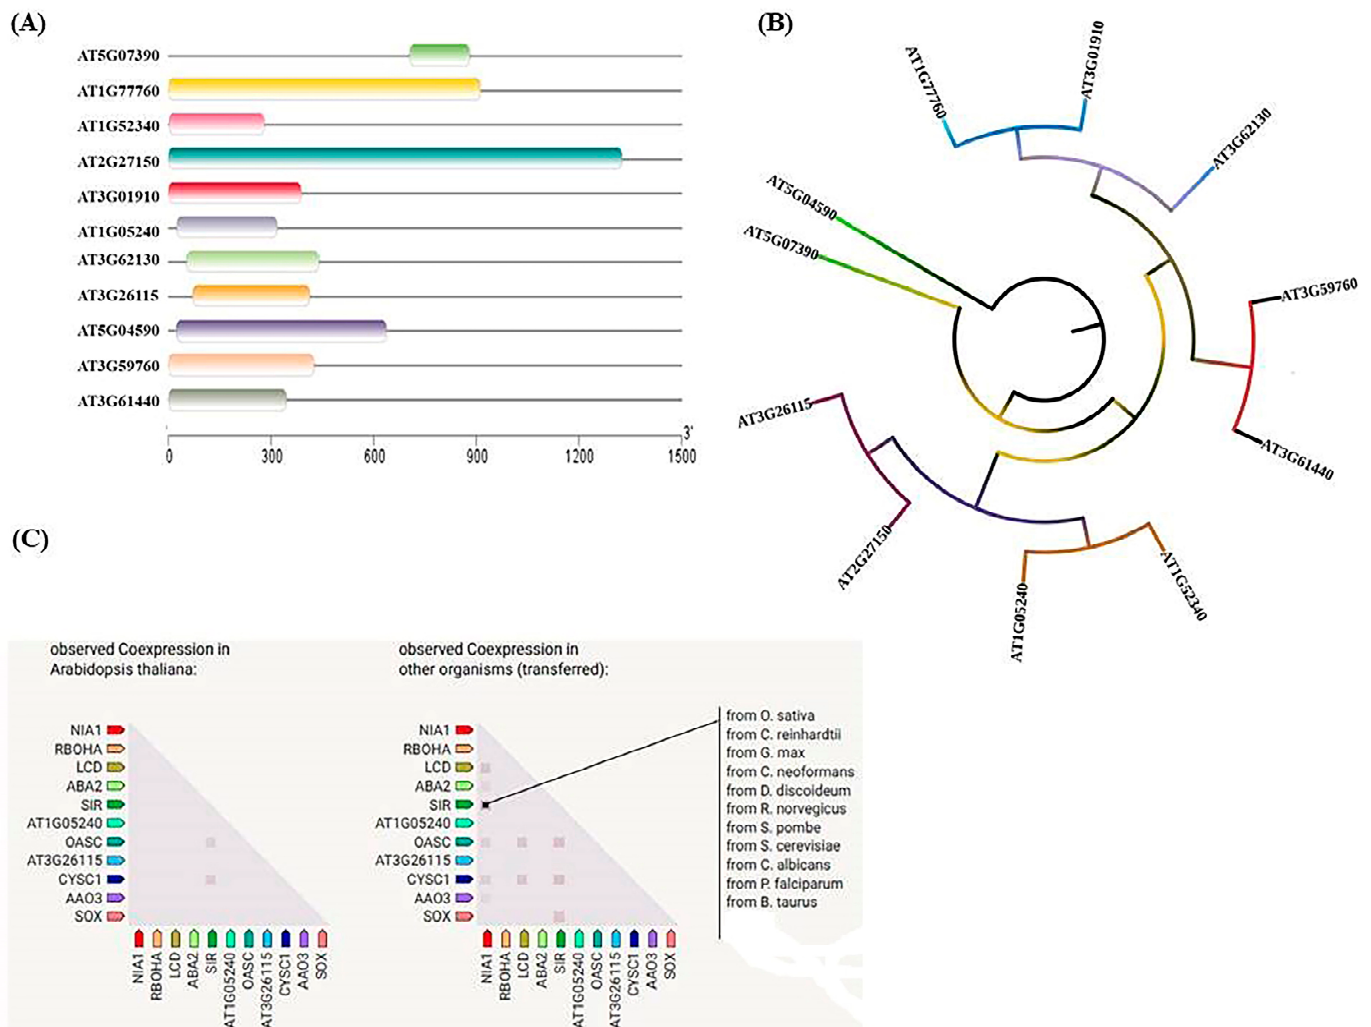 (A)
AT5G07390
AT1G77760
AT1G52340
AT2G27150
AT3G01910
AT1G05240
AT3G62130
AT3G26115
AT5G04590
AT3G59760
AT3G61440
3'
0 300 600 900 1200 1500
(B)
AT1G77760
AT3G01910
AT3G62130
AT5G04590
AT5G07390
AT3G59760
AT3G61440
AT3G26115
AT2G27150
AT1G05240
AT1G52340
(C)
observed Coexpression in
Arabidopsis thaliana:
NIA1
RBOHA
LCD
ABA2
SIR
AT1G05240
OASC
AT3G26115
CYSC1
AAO3
SOX
NIA1 RBOHA LCD ABA2 SIR AT1G05240 OASC AT3G26115 CYSC1 AAO3 SOX
observed Coexpression in
other organisms (transferred):
NIA1
RBOHA
LCD
ABA2
SIR
AT1G05240
OASC
AT3G26115
CYSC1
AAO3
SOX
NIA1 RBOHA LCD ABA2 SIR AT1G05240 OASC AT3G26115 CYSC1 AAO3 SOX
from O. sativa
from C. reinhardtii
from G. max
from C. neoformans
from D. discoideum
from R. norvegicus
from S. pombe
from S. cerevisiae
from C. albicans
from P. falciparum
from B. taurus